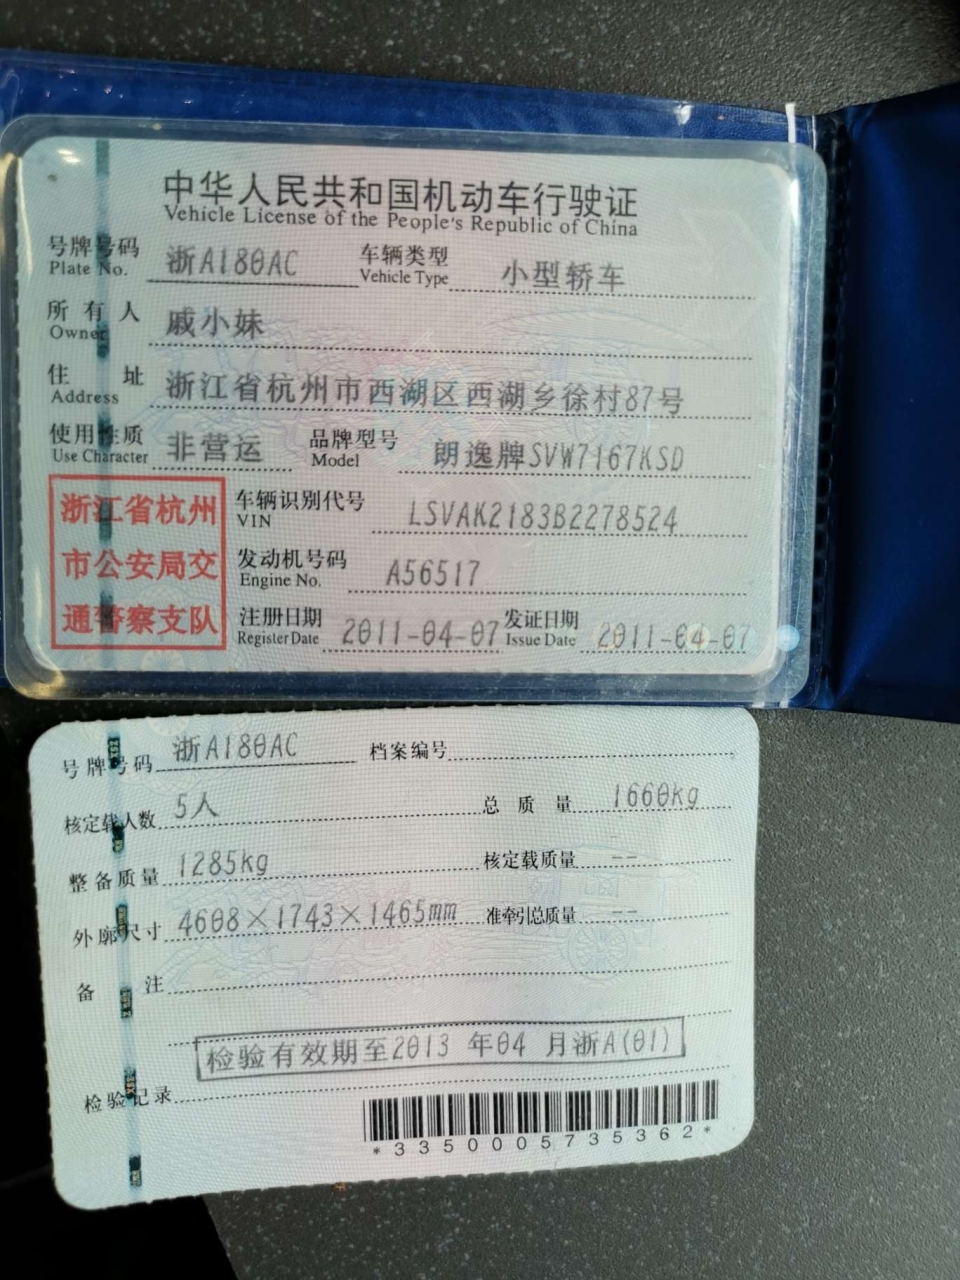 中华人民共和国机动车行驶证
Vehicle License of the People's Republic of China
号牌号码 浙A180AC 车辆类型 小型轿车
Plate No. Vehicle Type
所有人 戚小妹
Owner
住址 浙江省杭州市西湖区西湖乡徐村87号
Address
使用性质 非营运 品牌型号 朗逸牌SVW7167KSD
Use Character Model
浙江省杭州
市公安局交
通警察支队
车辆识别代号 LSVAK2183B2278524
VIN
发动机号码 A56517
Engine No.
注册日期 2011-04-07 发证日期 2011-04-07
Register Date Issue Date
号牌号码 浙A180AC 档案编号
核定载人数 5人 总质量 1660kg
整备质量 1285kg 核定载质量 --
外廓尺寸 4608×1743×1465mm 准牵引总质量 --
备注
检验有效期至2013 年04 月浙A(01)
检验记录
*3350005735362*